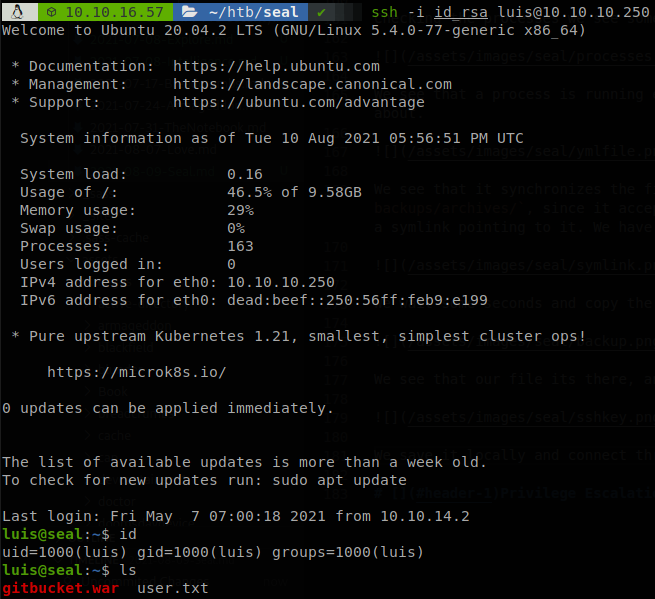 10.10.16.57 ~/htb/seal ✔ ssh -i id_rsa luis@10.10.10.250
Welcome to Ubuntu 20.04.2 LTS (GNU/Linux 5.4.0-77-generic x86_64)
* Documentation: https://help.ubuntu.com
* Management: https://landscape.canonical.com
* Support: https://ubuntu.com/advantage
System information as of Tue 10 Aug 2021 05:56:51 PM UTC
System load: 0.16
Usage of /: 46.5% of 9.58GB
Memory usage: 29%
Swap usage: 0%
Processes: 163
Users logged in: 0
IPv4 address for eth0: 10.10.10.250
IPv6 address for eth0: dead:beef::250:56ff:feb9:e199
* Pure upstream Kubernetes 1.21, smallest, simplest cluster ops!
https://microk8s.io/
0 updates can be applied immediately.
The list of available updates is more than a week old.
To check for new updates run: sudo apt update
Last login: Fri May  7 07:00:18 2021 from 10.10.14.2
luis@seal:~$ id
uid=1000(luis) gid=1000(luis) groups=1000(luis)
luis@seal:~$ ls
gitbucket.war  user.txt